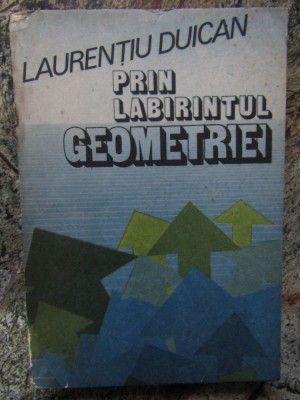 LAURENȚIU DUICAN
PRIN
LABIRINTUL
GEOMETRIEI